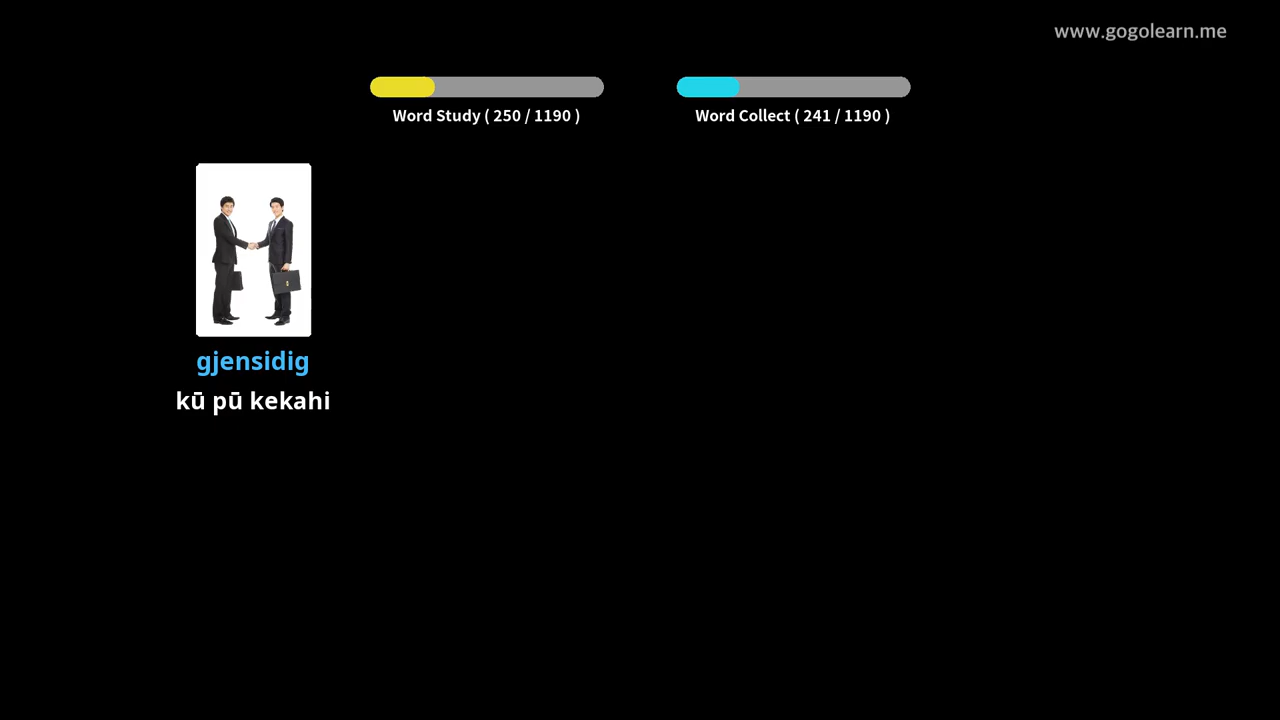 www.gogolearn.me
Word Study ( 250 / 1190 )
Word Collect ( 241 / 1190 )
gjensidig
kū pū kekahi